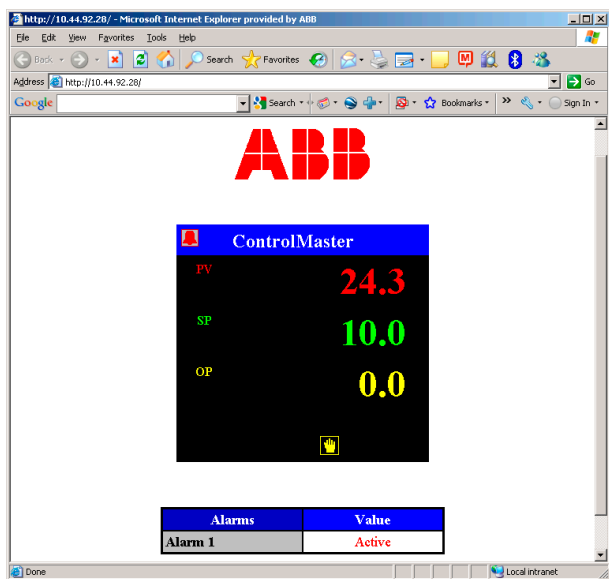 http://10.44.92.28/ - Microsoft Internet Explorer provided by ABB
File Edit View Favorites Tools Help
Back Search Favorites
Address http://10.44.92.28/ Go
Google Search Bookmarks Sign In
ABB
ControlMaster
PV 24.3
SP 10.0
OP 0.0
Alarms Value
Alarm 1 Active
Done Local intranet